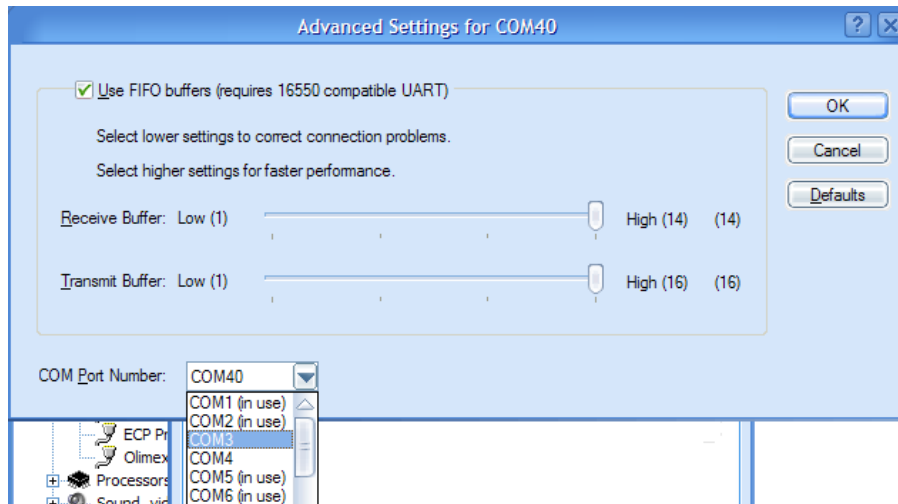 Advanced Settings for COM40
Use FIFO buffers (requires 16550 compatible UART)
OK
Select lower settings to correct connection problems.
Cancel
Select higher settings for faster performance.
Defaults
Receive Buffer: Low (1) High (14) (14)
Transmit Buffer: Low (1) High (16) (16)
COM Port Number: COM40
COM1 (in use)
COM2 (in use)
ECP Pr COM3
Olimex COM4
Processors COM5 (in use)
Sound, vid COM6 (in use)